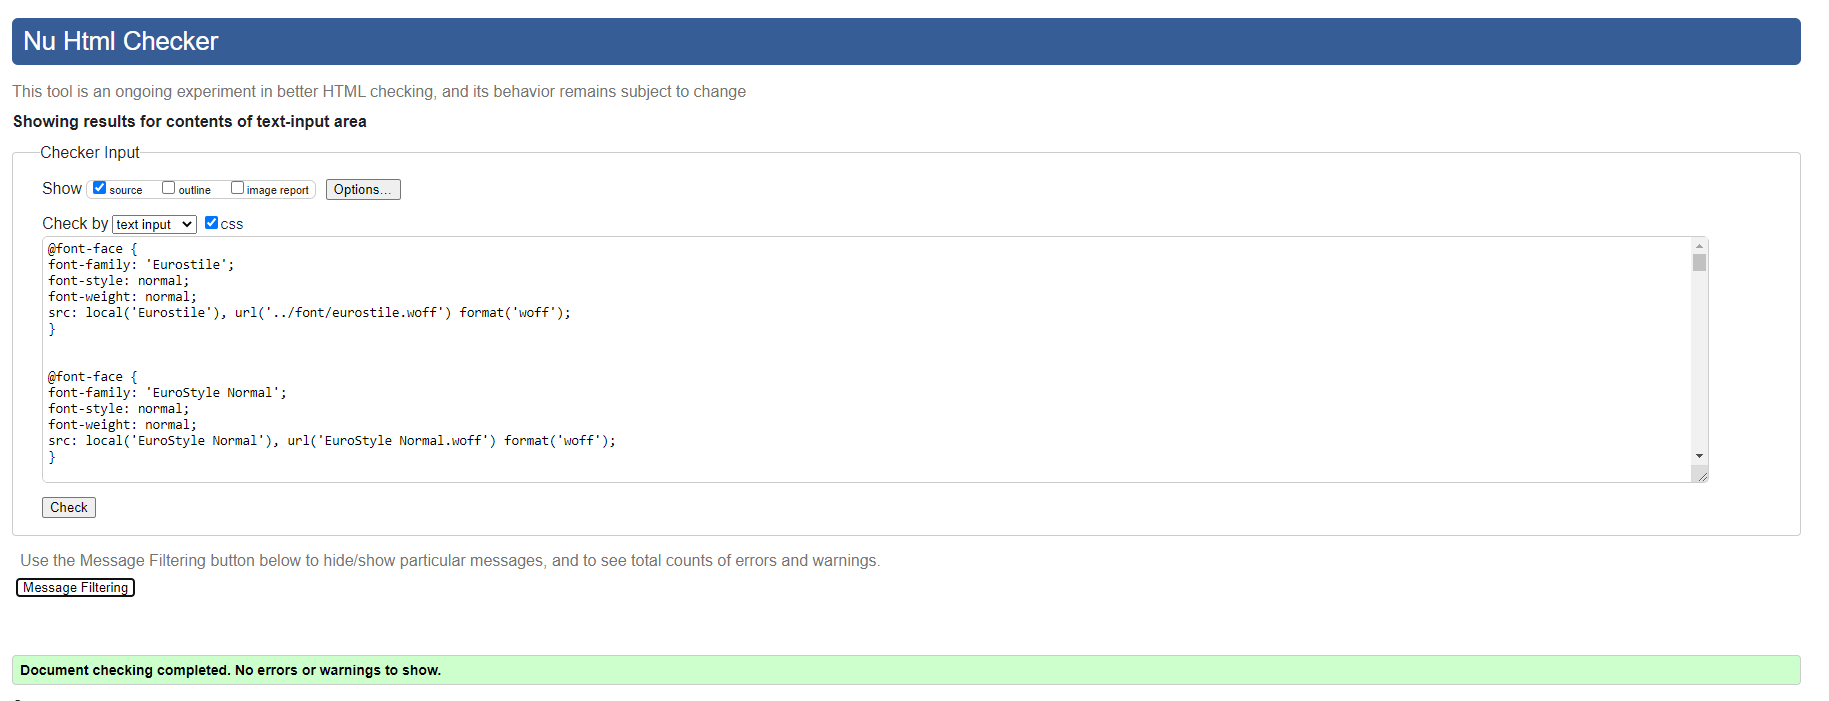 Nu Html Checker
This tool is an ongoing experiment in better HTML checking, and its behavior remains subject to change
Showing results for contents of text-input area
Checker Input
Show source outline image report Options...
Check by text input css
@font-face {
font-family: 'Eurostile';
font-style: normal;
font-weight: normal;
src: local('Eurostile'), url('../font/eurostile.woff') format('woff');
}
@font-face {
font-family: 'EuroStyle Normal';
font-style: normal;
font-weight: normal;
src: local('EuroStyle Normal'), url('EuroStyle Normal.woff') format('woff');
}
Check
Use the Message Filtering button below to hide/show particular messages, and to see total counts of errors and warnings.
Message Filtering
Document checking completed. No errors or warnings to show.